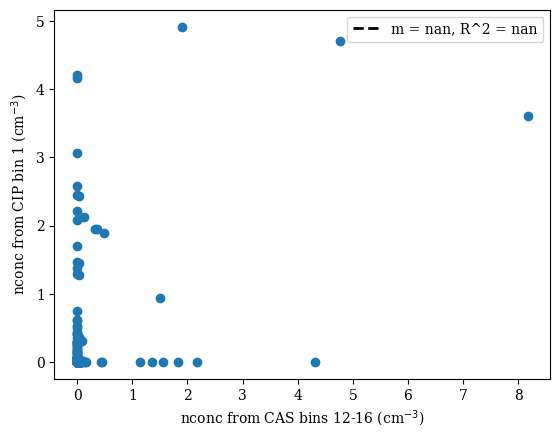 5
4
3
2
1
0
nconc from CIP bin 1 (cm⁻³)
m = nan, R^2 = nan
0 1 2 3 4 5 6 7 8
nconc from CAS bins 12-16 (cm⁻³)